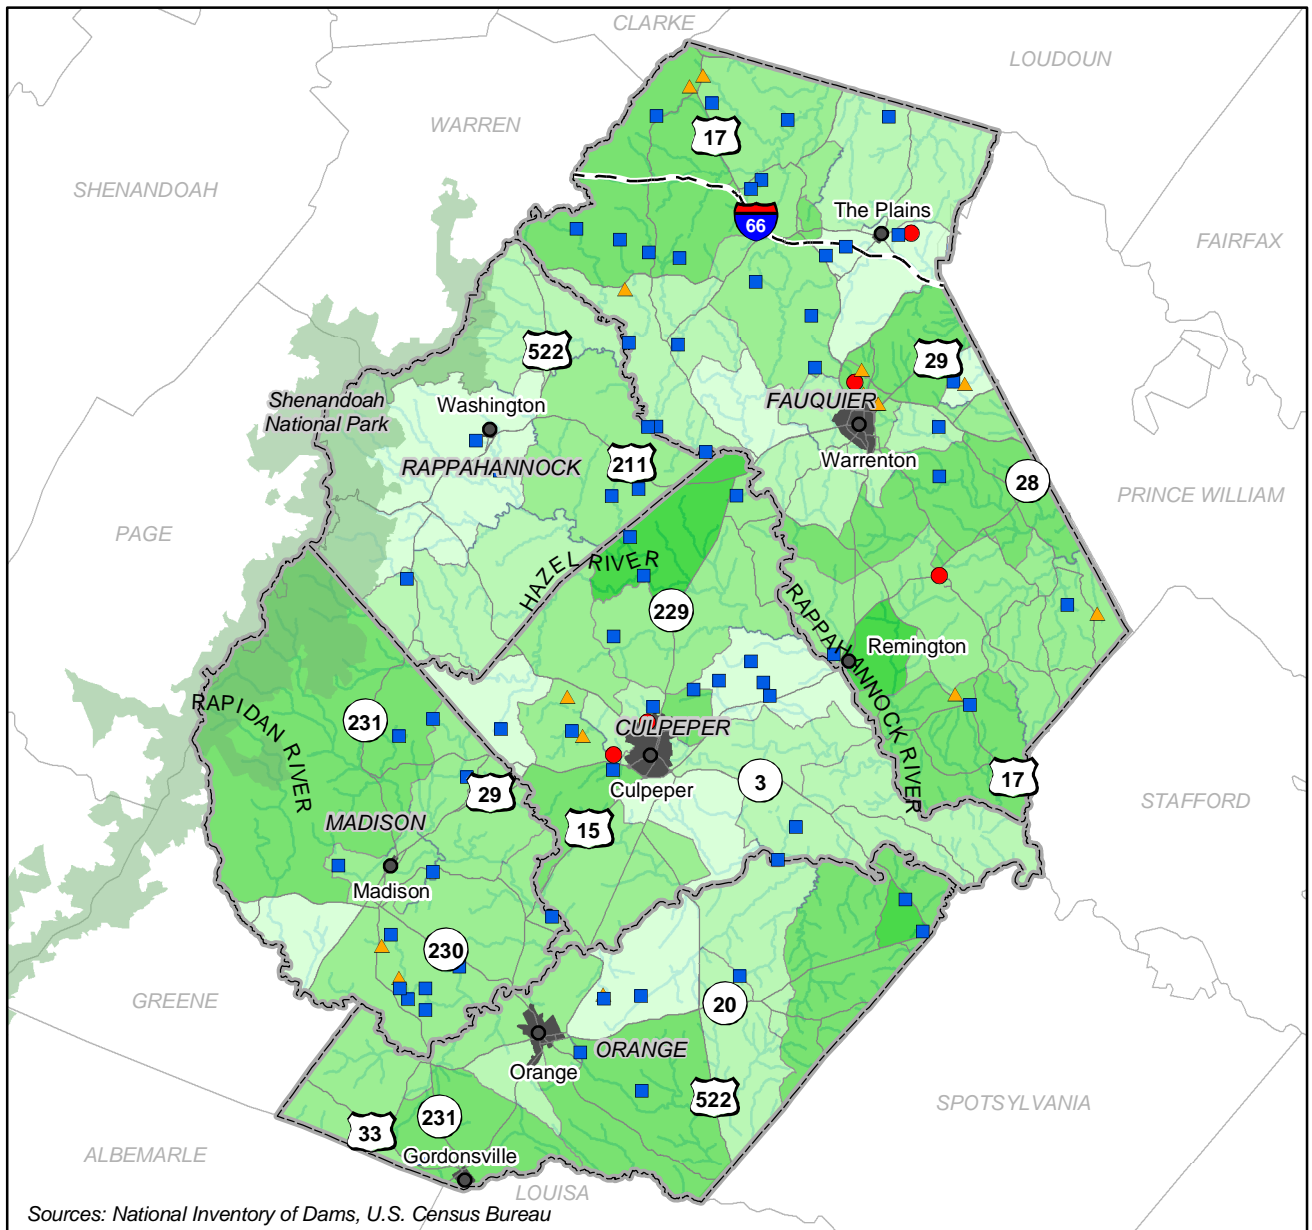 CLARKE
LOUDOUN
WARREN
17
SHENANDOAH
The Plains
66
FAIRFAX
522
29
Shenandoah
National Park
Washington
FAUQUIER
RAPPAHANNOCK
211
Warrenton
28
PRINCE WILLIAM
PAGE
HAZEL RIVER
229
RAPPAHANNOCK RIVER
Remington
RAPIDAN RIVER
231
CULPEPER
29
Culpeper
3
17
STAFFORD
15
MADISON
Madison
230
GREENE
20
ORANGE
Orange
522
SPOTSYLVANIA
231
33
Gordonsville
ALBEMARLE
LOUISA
Sources: National Inventory of Dams, U.S. Census Bureau